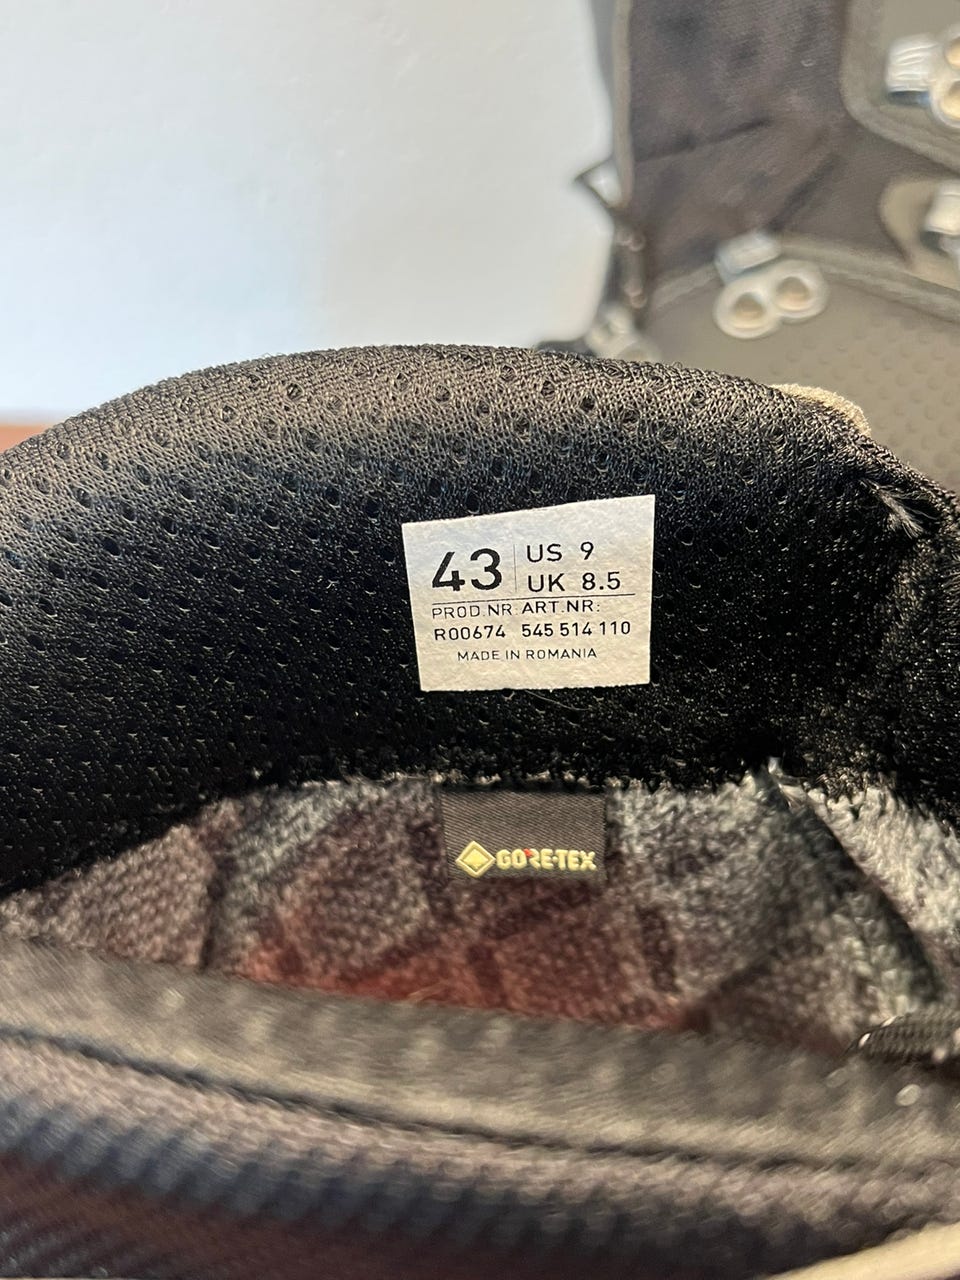 43 US 9
UK 8.5
PROD.NR ART.NR:
R00674 545 514 110
MADE IN ROMANIA
GORE-TEX